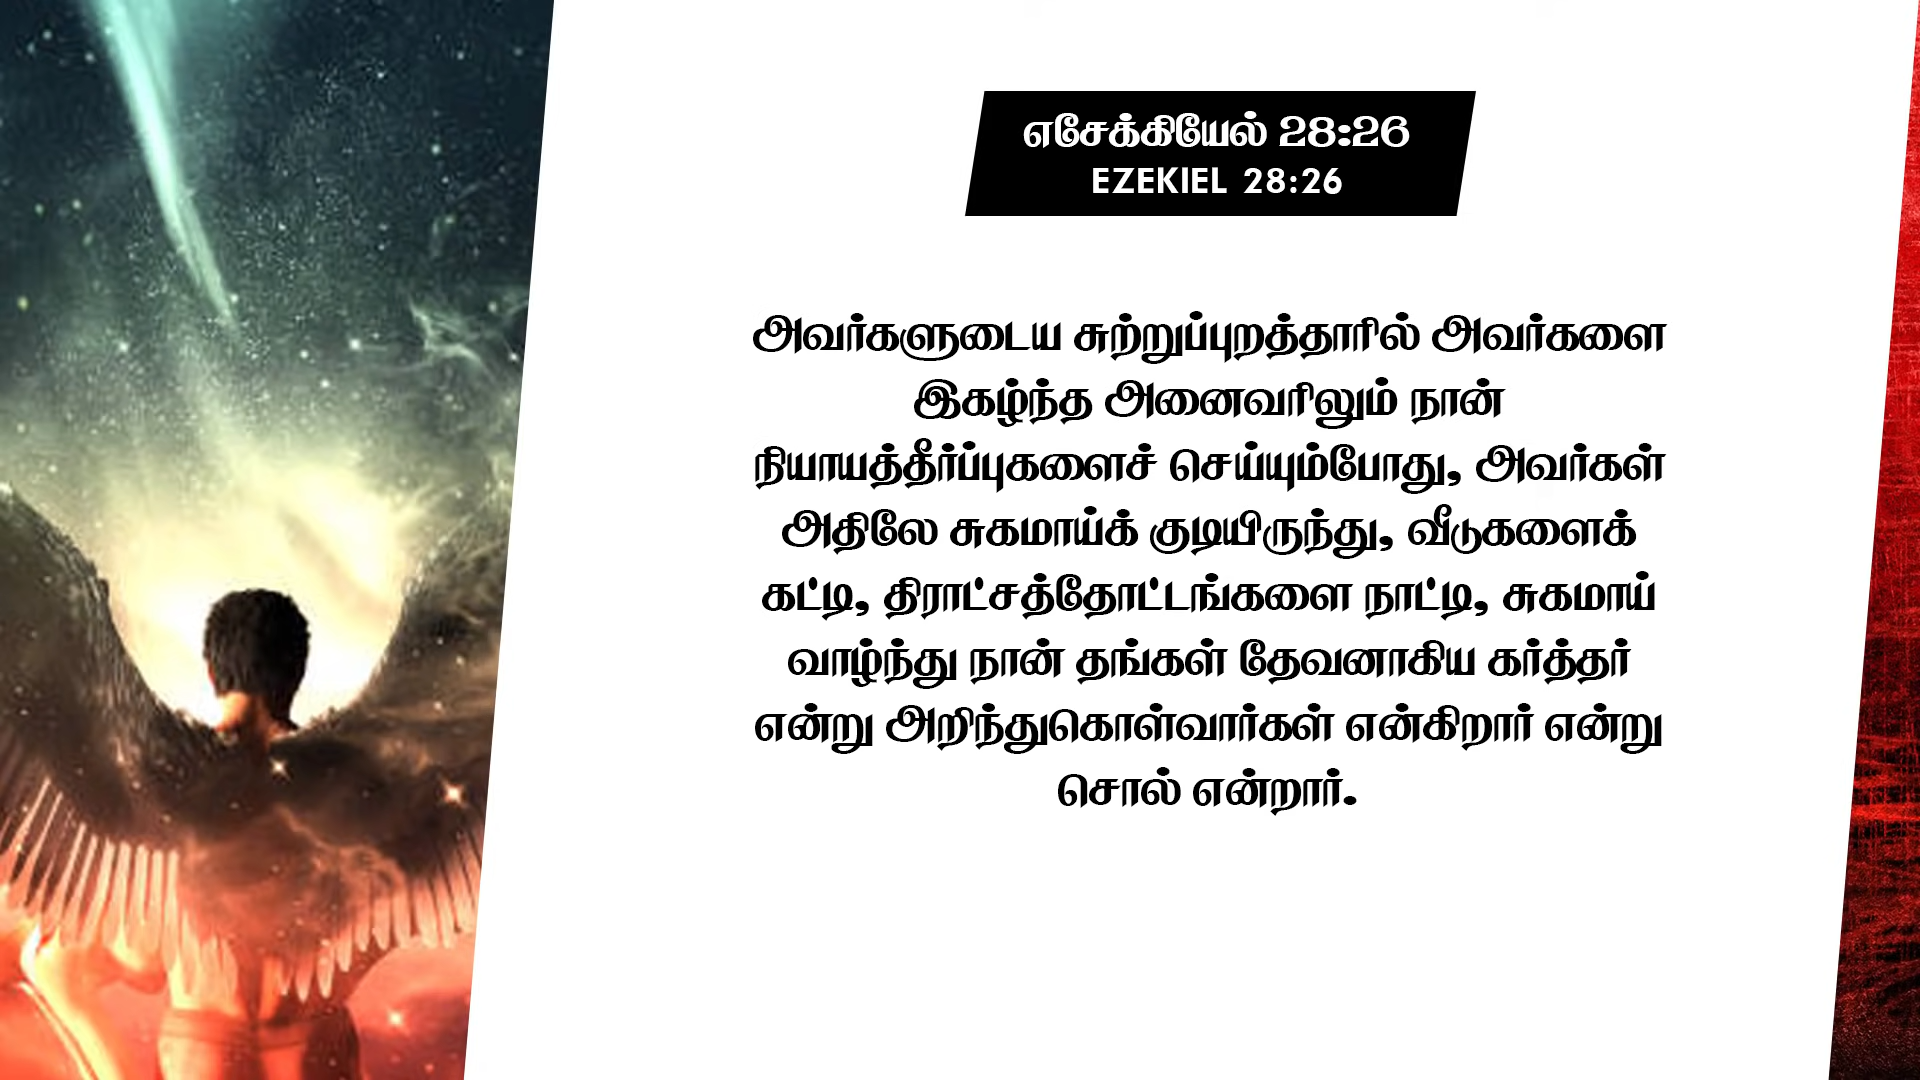 எசேக்கியேல் 28:26
EZEKIEL 28:26
அவர்களுடைய சுற்றுப்புறத்தாரில் அவர்களை
இகழ்ந்த அனைவரிலும் நான்
நியாயத்தீர்ப்புகளைச் செய்யும்போது, அவர்கள்
அதிலே சுகமாய்க் குடியிருந்து, வீடுகளைக்
கட்டி, திராட்சத்தோட்டங்களை நாட்டி, சுகமாய்
வாழ்ந்து நான் தங்கள் தேவனாகிய கர்த்தர்
என்று அறிந்துகொள்வார்கள் என்கிறார் என்று
சொல் என்றார்.